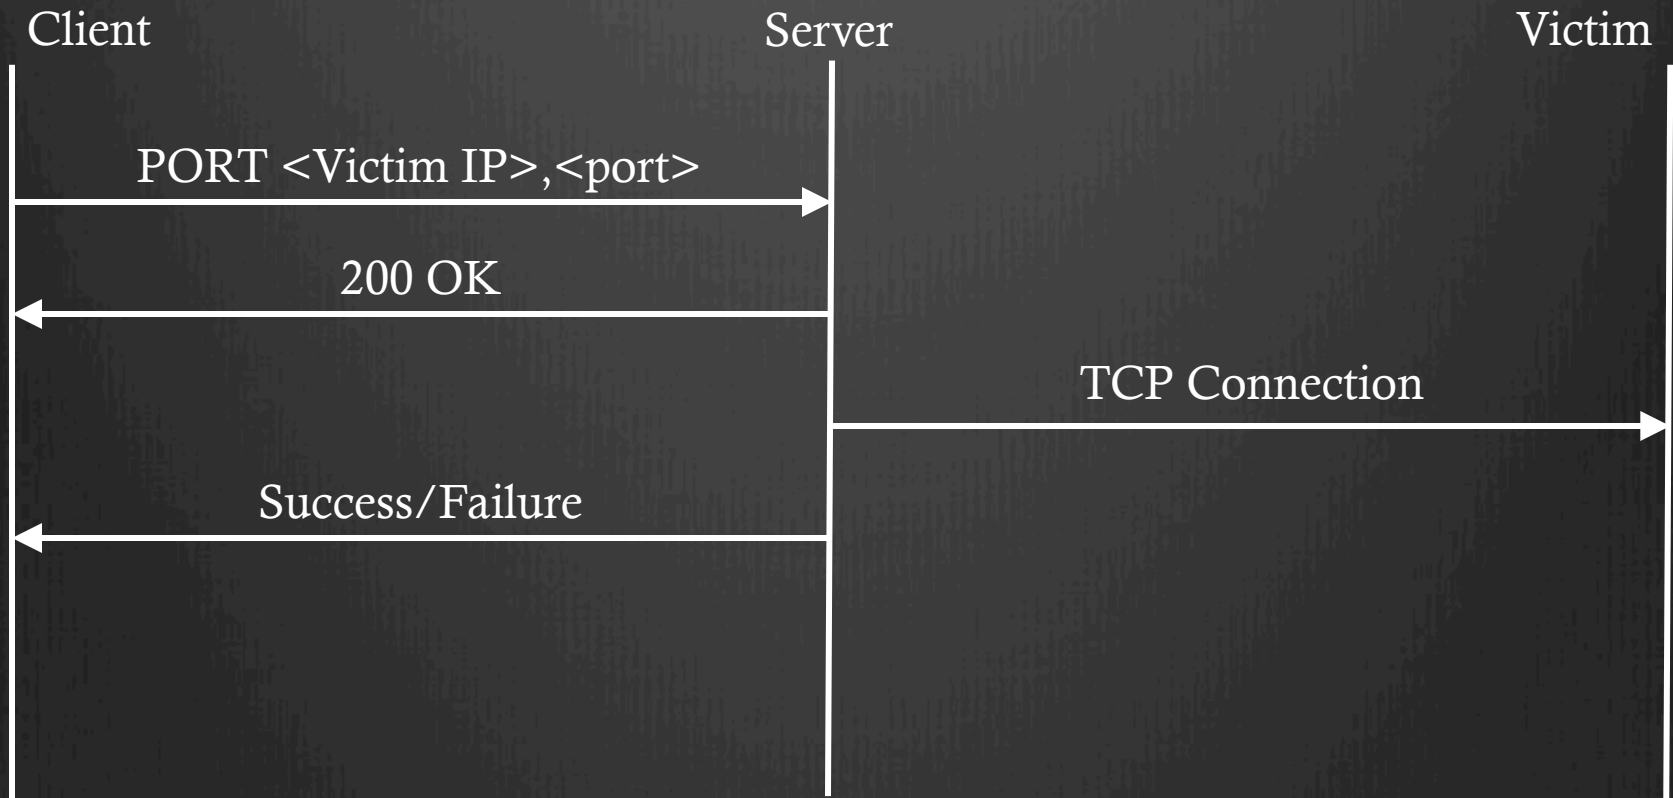 Client
Server
Victim
PORT <Victim IP>,<port>
200 OK
TCP Connection
Success/Failure